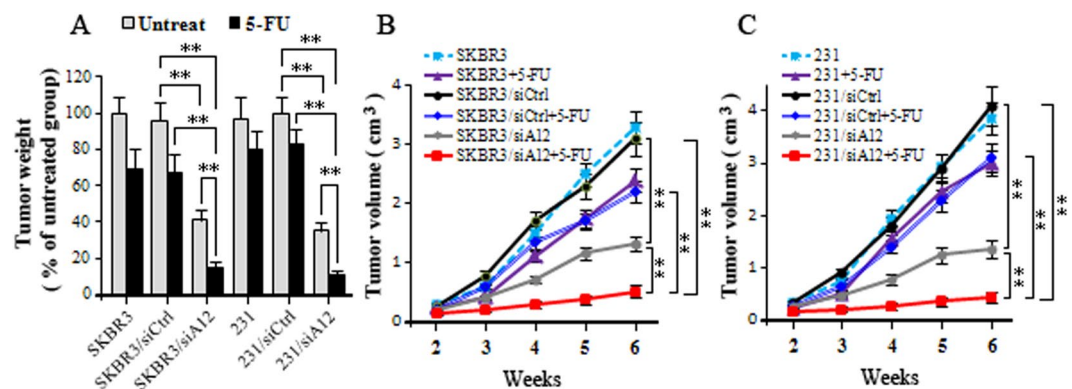 A
Untreat 5-FU
** ** ** ** ** ** ** **
Tumor weight
( % of untreated group)
120
100
80
60
40
20
0
SKBR3
SKBR3/siCtrl
SKBR3/siA12
231
231/siCtrl
231/siA12
B
SKBR3
SKBR3+5-FU
SKBR3/siCtrl
SKBR3/siCtrl+5-FU
SKBR3/siA12
SKBR3/siA12+5-FU
Tumor volume ( cm3 )
4
3
2
1
0
2 3 4 5 6
Weeks
** ** ** **
C
231
231+5-FU
231/siCtrl
231/siCtrl+5-FU
231/siA12
231/siA12+5-FU
Tumor volume ( cm3 )
4
3
2
1
0
2 3 4 5 6
Weeks
** ** ** **